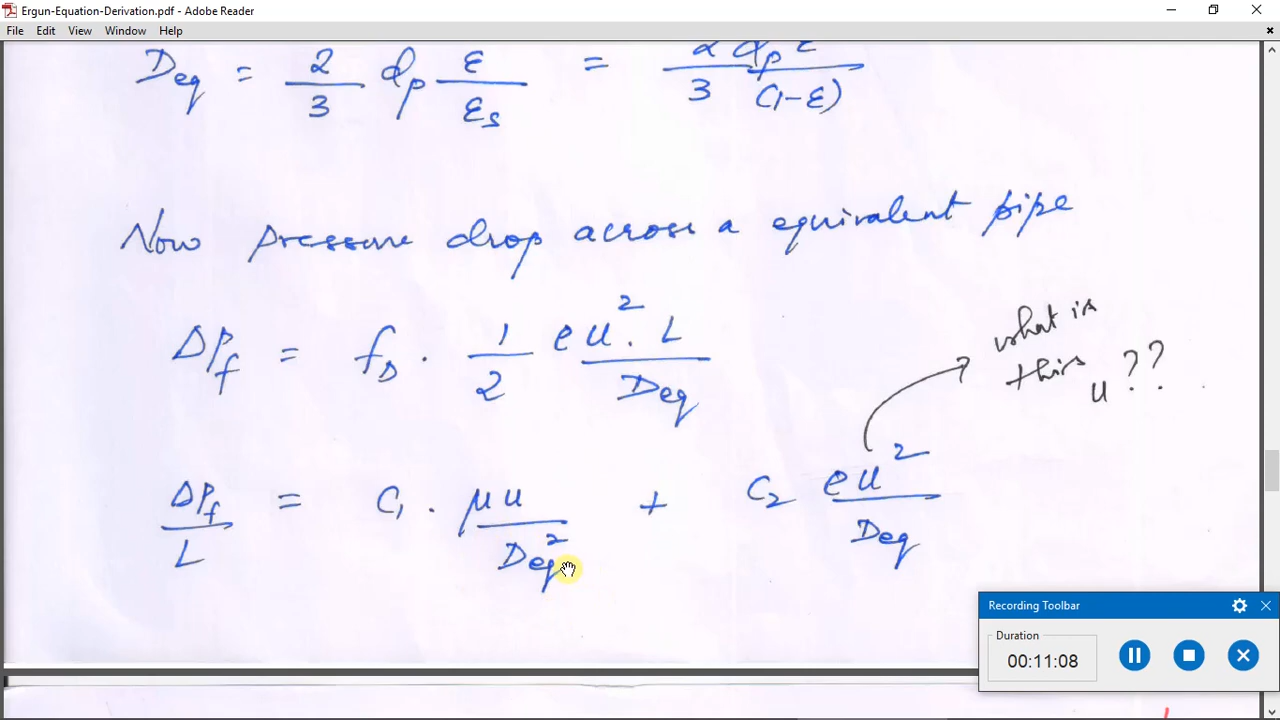 Ergun-Equation-Derivation.pdf - Adobe Reader
File Edit View Window Help
Deq = 2/3 dp ε/εs = 2 dp ε / 3 (1-ε)
Now pressure drop across a equivalent pipe
ΔPf = fD · 1/2 ρu² · L / Deq
what is
this u ??
ΔPf/L = C1 · μu/Deq² + C2 ρu²/Deq
Recording Toolbar
Duration
00:11:08